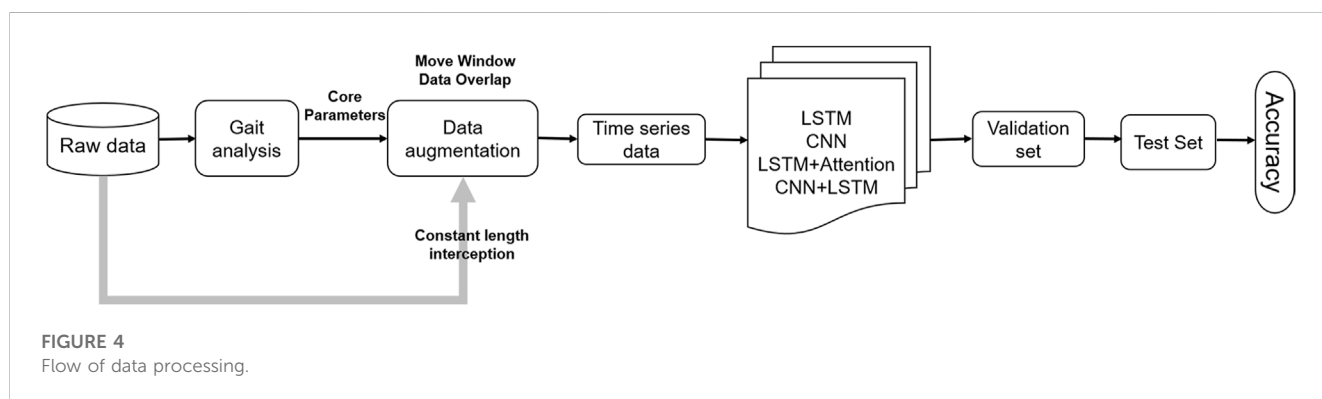 Raw data
Gait
analysis
Core
Parameters
Move Window
Data Overlap
Data
augmentation
Constant length
interception
Time series
data
LSTM
CNN
LSTM+Attention
CNN+LSTM
Validation
set
Test Set
Accuracy
FIGURE 4
Flow of data processing.